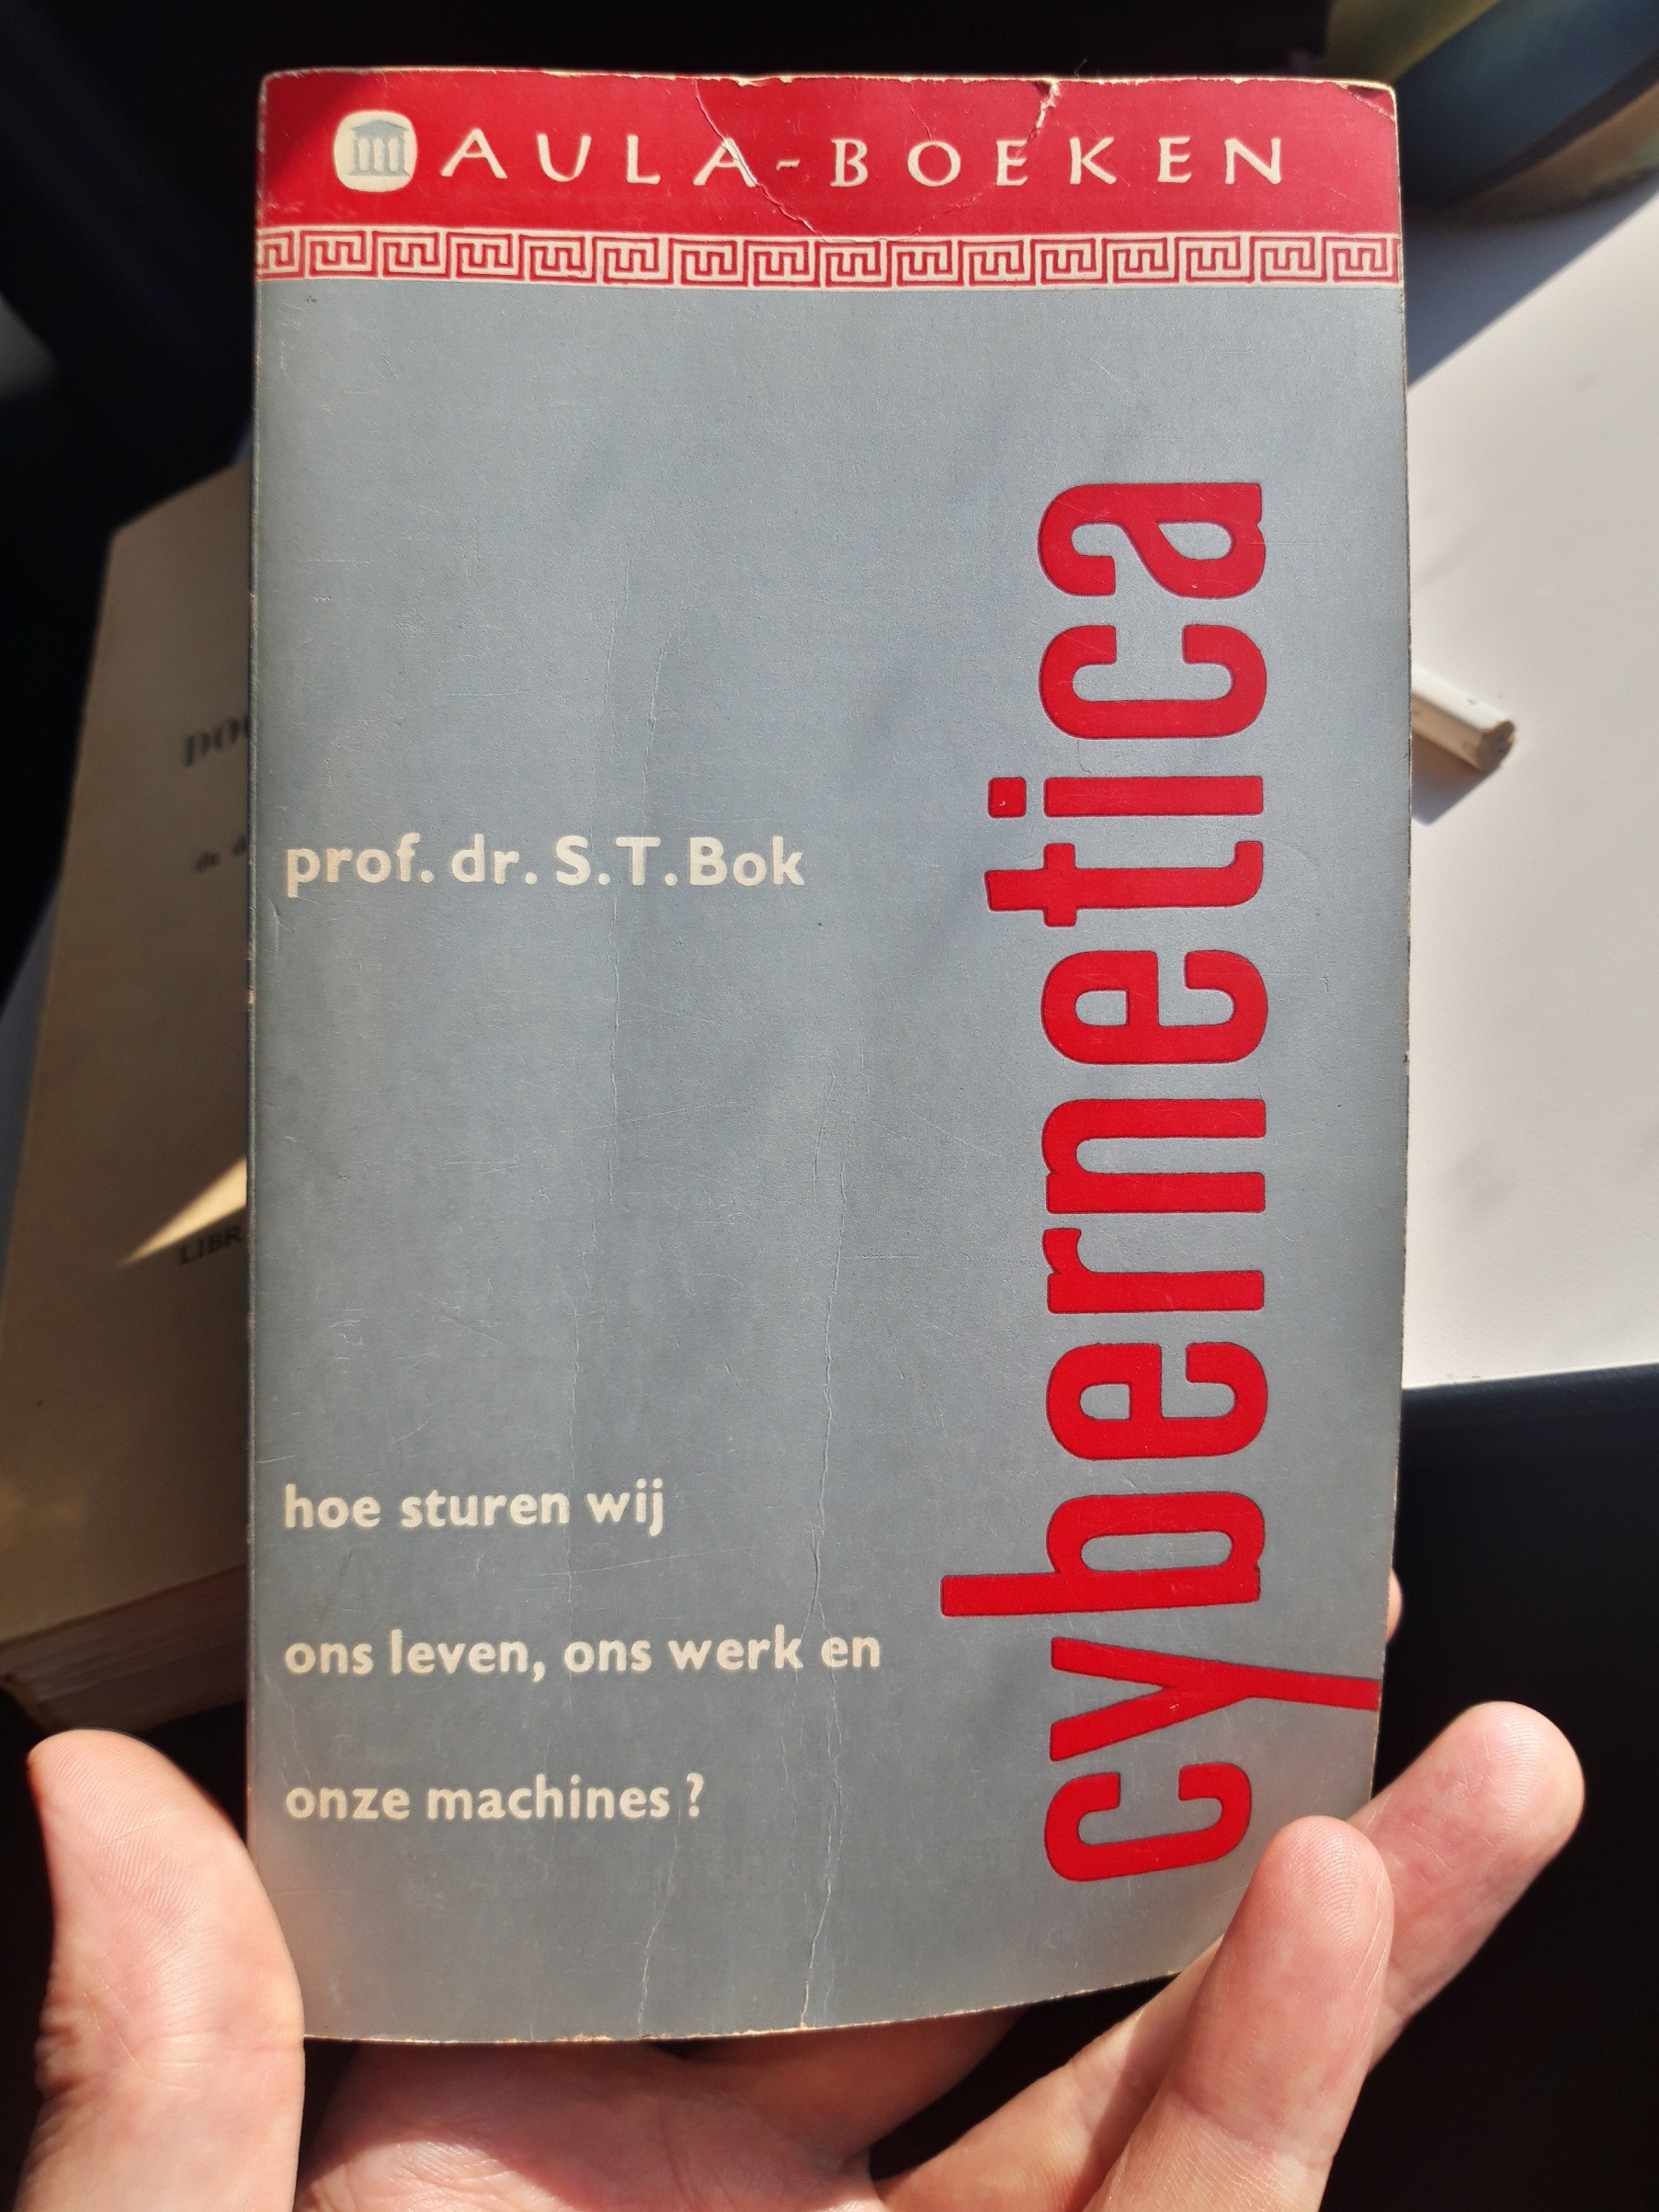 AULA-BOEKEN
prof. dr. S.T. Bok
cybernetica
hoe sturen wij
ons leven, ons werk en
onze machines ?